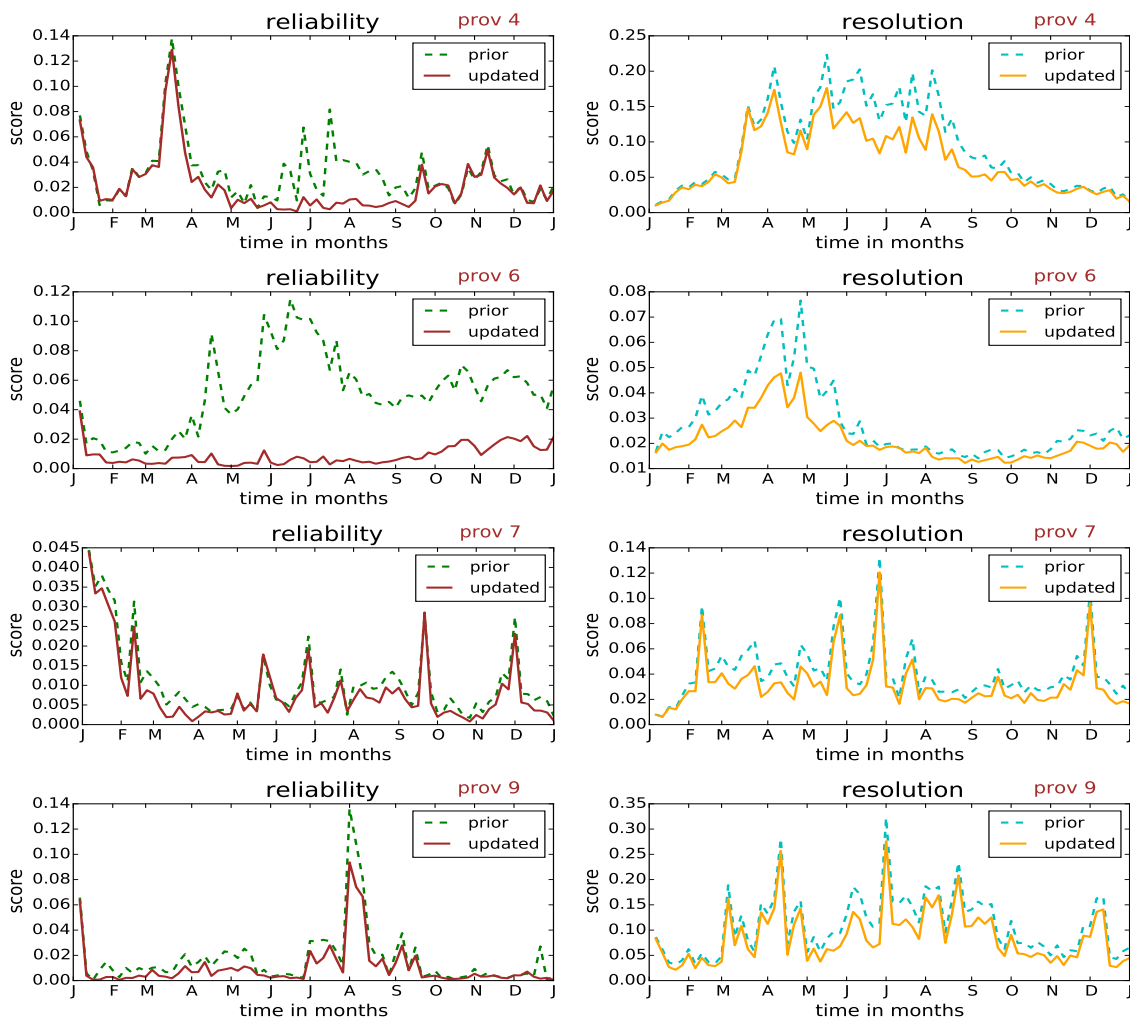 reliability prov 4
0.14
0.12
0.10
0.08
0.06
0.04
0.02
0.00
score
prior
updated
J F M A M J J A S O N D J
time in months
resolution prov 4
0.25
0.20
0.15
0.10
0.05
0.00
score
prior
updated
J F M A M J J A S O N D J
time in months
reliability prov 6
0.12
0.10
0.08
0.06
0.04
0.02
0.00
score
prior
updated
J F M A M J J A S O N D J
time in months
resolution prov 6
0.08
0.07
0.06
0.05
0.04
0.03
0.02
0.01
score
prior
updated
J F M A M J J A S O N D J
time in months
reliability prov 7
0.045
0.040
0.035
0.030
0.025
0.020
0.015
0.010
0.005
0.000
score
prior
updated
J F M A M J J A S O N D J
time in months
resolution prov 7
0.14
0.12
0.10
0.08
0.06
0.04
0.02
0.00
score
prior
updated
J F M A M J J A S O N D J
time in months
reliability prov 9
0.14
0.12
0.10
0.08
0.06
0.04
0.02
0.00
score
prior
updated
J F M A M J J A S O N D J
time in months
resolution prov 9
0.35
0.30
0.25
0.20
0.15
0.10
0.05
0.00
score
prior
updated
J F M A M J J A S O N D J
time in months